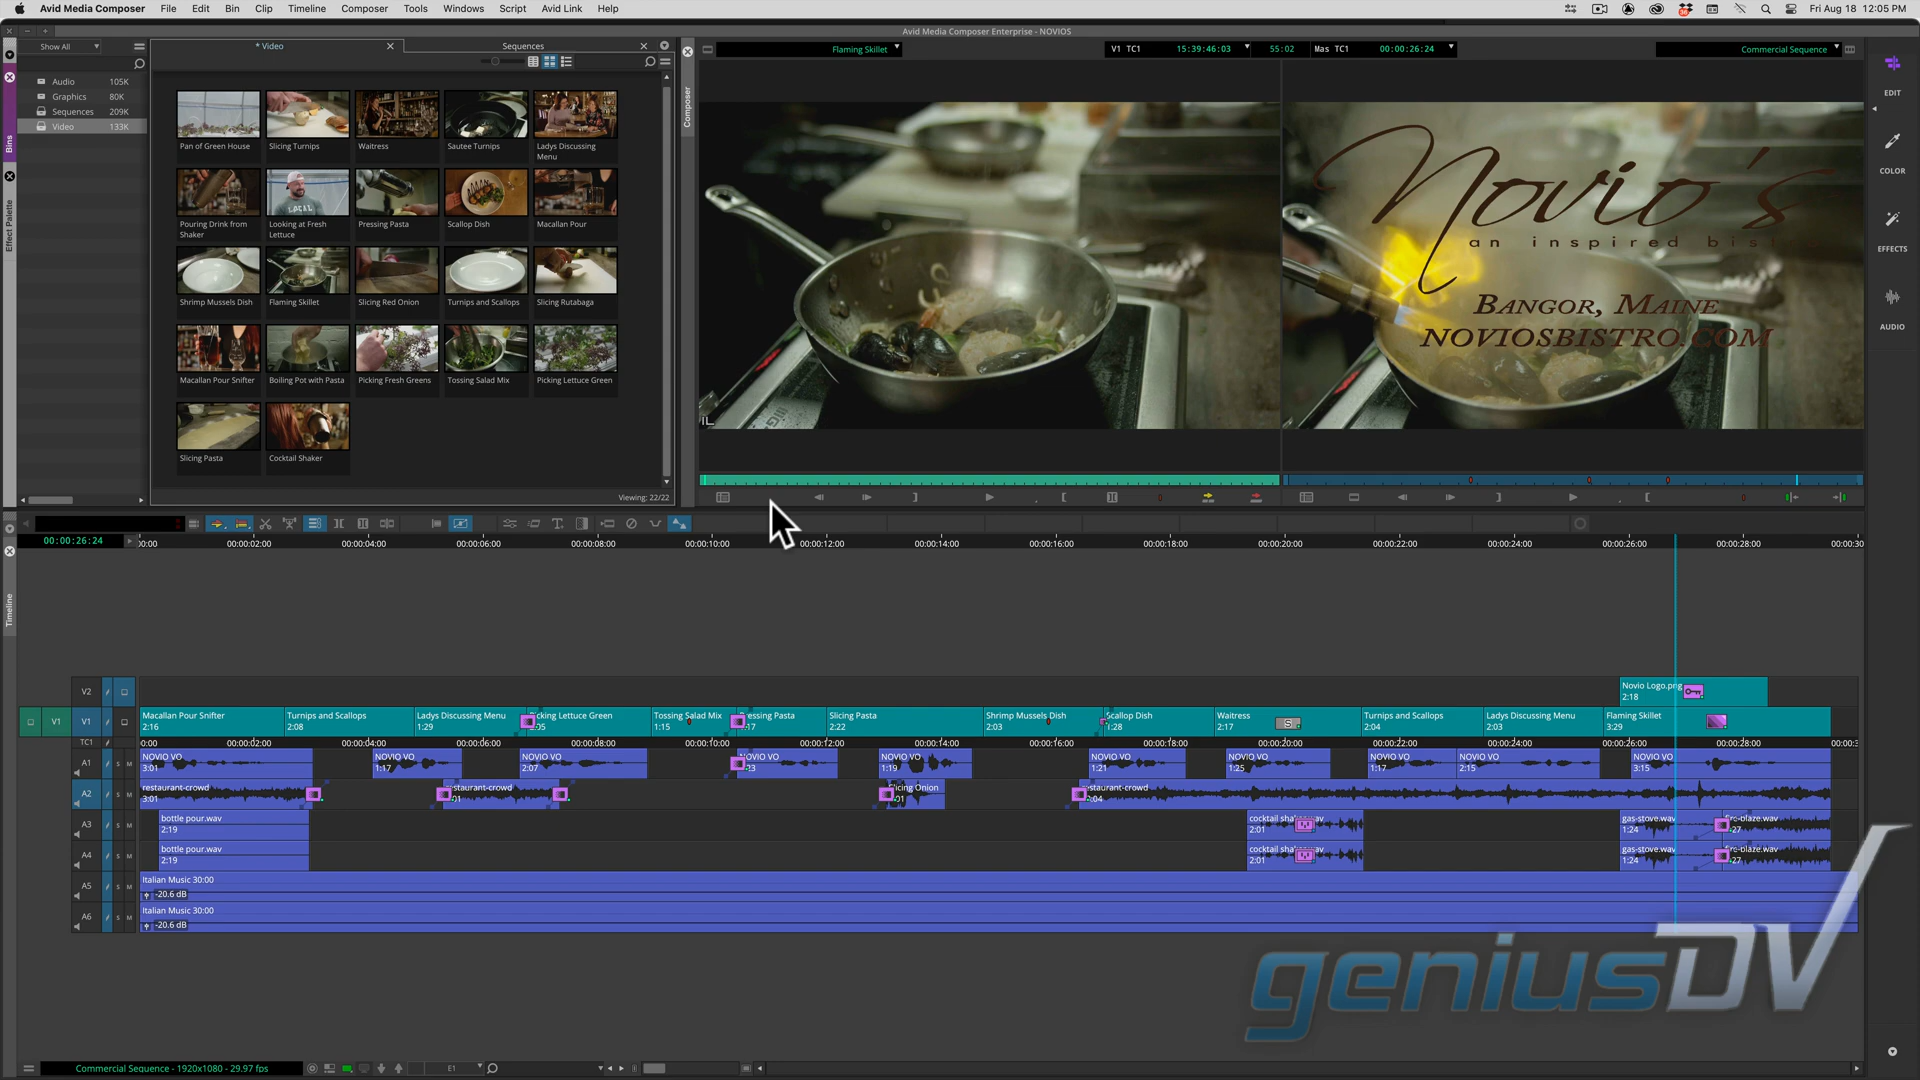 Avid Media Composer File Edit Bin Clip Timeline Composer Tools Windows Script Avid Link Help
Fri Aug 18 12:05 PM
Avid Media Composer Enterprise - NOVIOS
Show All
* Video
Sequences
Audio 105K
Graphics 80K
Sequences 209K
Video 133K
Bins
Effect Palette
Pan of Green House
Slicing Turnips
Waitress
Sautee Turnips
Ladys Discussing Menu
Pouring Drink from Shaker
Looking at Fresh Lettuce
Pressing Pasta
Scallop Dish
Macallan Pour
Shrimp Mussels Dish
Flaming Skillet
Slicing Red Onion
Turnips and Scallops
Slicing Rutabaga
Macallan Pour Snifter
Boiling Pot with Pasta
Picking Fresh Greens
Tossing Salad Mix
Picking Lettuce Green
Slicing Pasta
Cocktail Shaker
Viewing: 22/22
Composer
Flaming Skillet
V1 TC1 15:39:46:03
55:02
Mas TC1 00:00:26:24
Commercial Sequence
LOCAL
Novio's
an inspired bistro
BANGOR, MAINE
NOVIOSBISTRO.COM
EDIT
COLOR
EFFECTS
AUDIO
Timeline
00:00:26:24
00:00 00:00:02:00 00:00:04:00 00:00:06:00 00:00:08:00 00:00:10:00 00:00:12:00 00:00:14:00 00:00:16:00 00:00:18:00 00:00:20:00 00:00:22:00 00:00:24:00 00:00:26:00 00:00:28:00 00:00:30
V2
Novio Logo.png
2:18
V1 V1
Macallan Pour Snifter Turnips and Scallops Ladys Discussing Menu Picking Lettuce Green Tossing Salad Mix Pressing Pasta Slicing Pasta Shrimp Mussels Dish Scallop Dish Waitress Turnips and Scallops Ladys Discussing Menu Flaming Skillet
2:16 2:08 1:29 2:05 1:15 1:17 2:22 2:03 1:28 2:17 S 2:04 2:03 3:29
TC1 0:00 00:00:02:00 00:00:04:00 00:00:06:00 00:00:08:00 00:00:10:00 00:00:12:00 00:00:14:00 00:00:16:00 00:00:18:00 00:00:20:00 00:00:22:00 00:00:24:00 00:00:26:00 00:00:28:00
A1 S M
NOVIO VO NOVIO VO NOVIO VO NOVIO VO NOVIO VO NOVIO VO NOVIO VO NOVIO VO NOVIO VO NOVIO VO
3:01 1:17 2:07 1:19 1:21 1:25 1:17 2:15 3:15
A2 S M
restaurant-crowd restaurant-crowd Slicing Onion restaurant-crowd
3:01
A3 S M
bottle pour.wav cocktail shaker.wav gas-stove.wav fire-blaze.wav
2:19 2:01 1:24
A4 S M
bottle pour.wav cocktail shaker.wav gas-stove.wav fire-blaze.wav
2:19 2:01 1:24
A5 S M
Italian Music 30:00
-20.6 dB
A6 S M
Italian Music 30:00
-20.6 dB
geniusDV
Commercial Sequence - 1920x1080 - 29.97 fps
E1